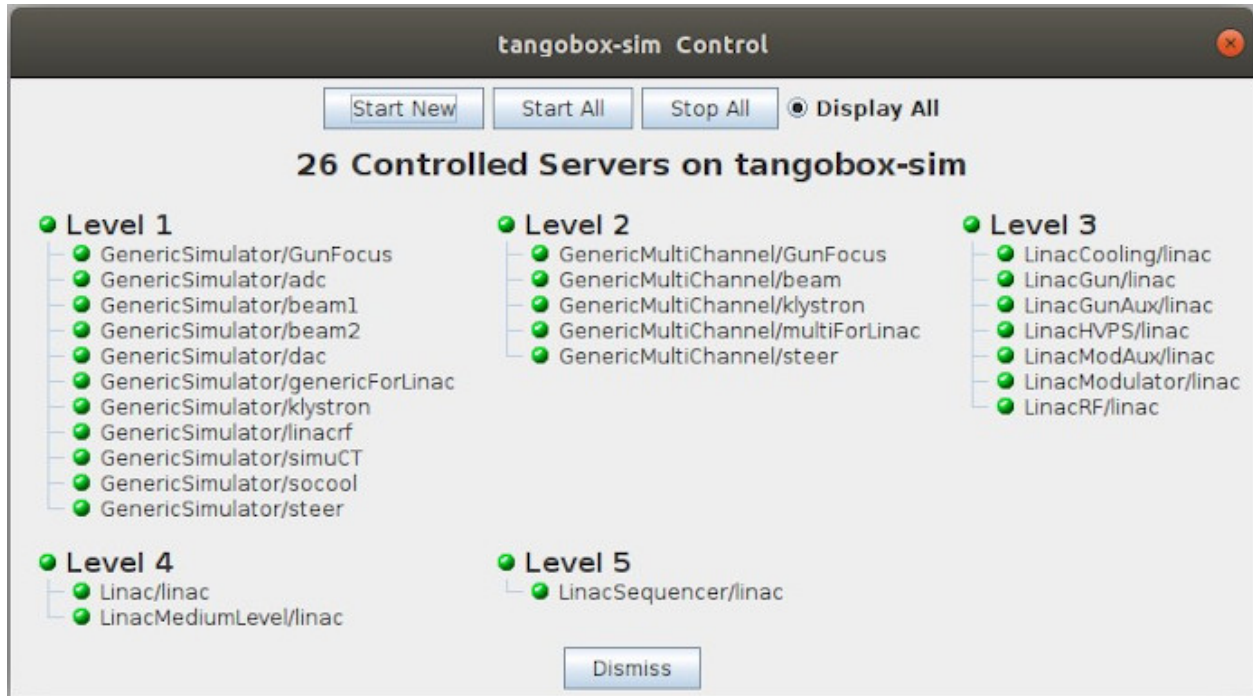 tangobox-sim Control
Start New Start All Stop All Display All
26 Controlled Servers on tangobox-sim
Level 1
GenericSimulator/GunFocus
GenericSimulator/adc
GenericSimulator/beam1
GenericSimulator/beam2
GenericSimulator/dac
GenericSimulator/genericForLinac
GenericSimulator/klystron
GenericSimulator/linacrf
GenericSimulator/simuCT
GenericSimulator/socool
GenericSimulator/steer
Level 2
GenericMultiChannel/GunFocus
GenericMultiChannel/beam
GenericMultiChannel/klystron
GenericMultiChannel/multiForLinac
GenericMultiChannel/steer
Level 3
LinacCooling/linac
LinacGun/linac
LinacGunAux/linac
LinacHVPS/linac
LinacModAux/linac
LinacModulator/linac
LinacRF/linac
Level 4
Linac/linac
LinacMediumLevel/linac
Level 5
LinacSequencer/linac
Dismiss